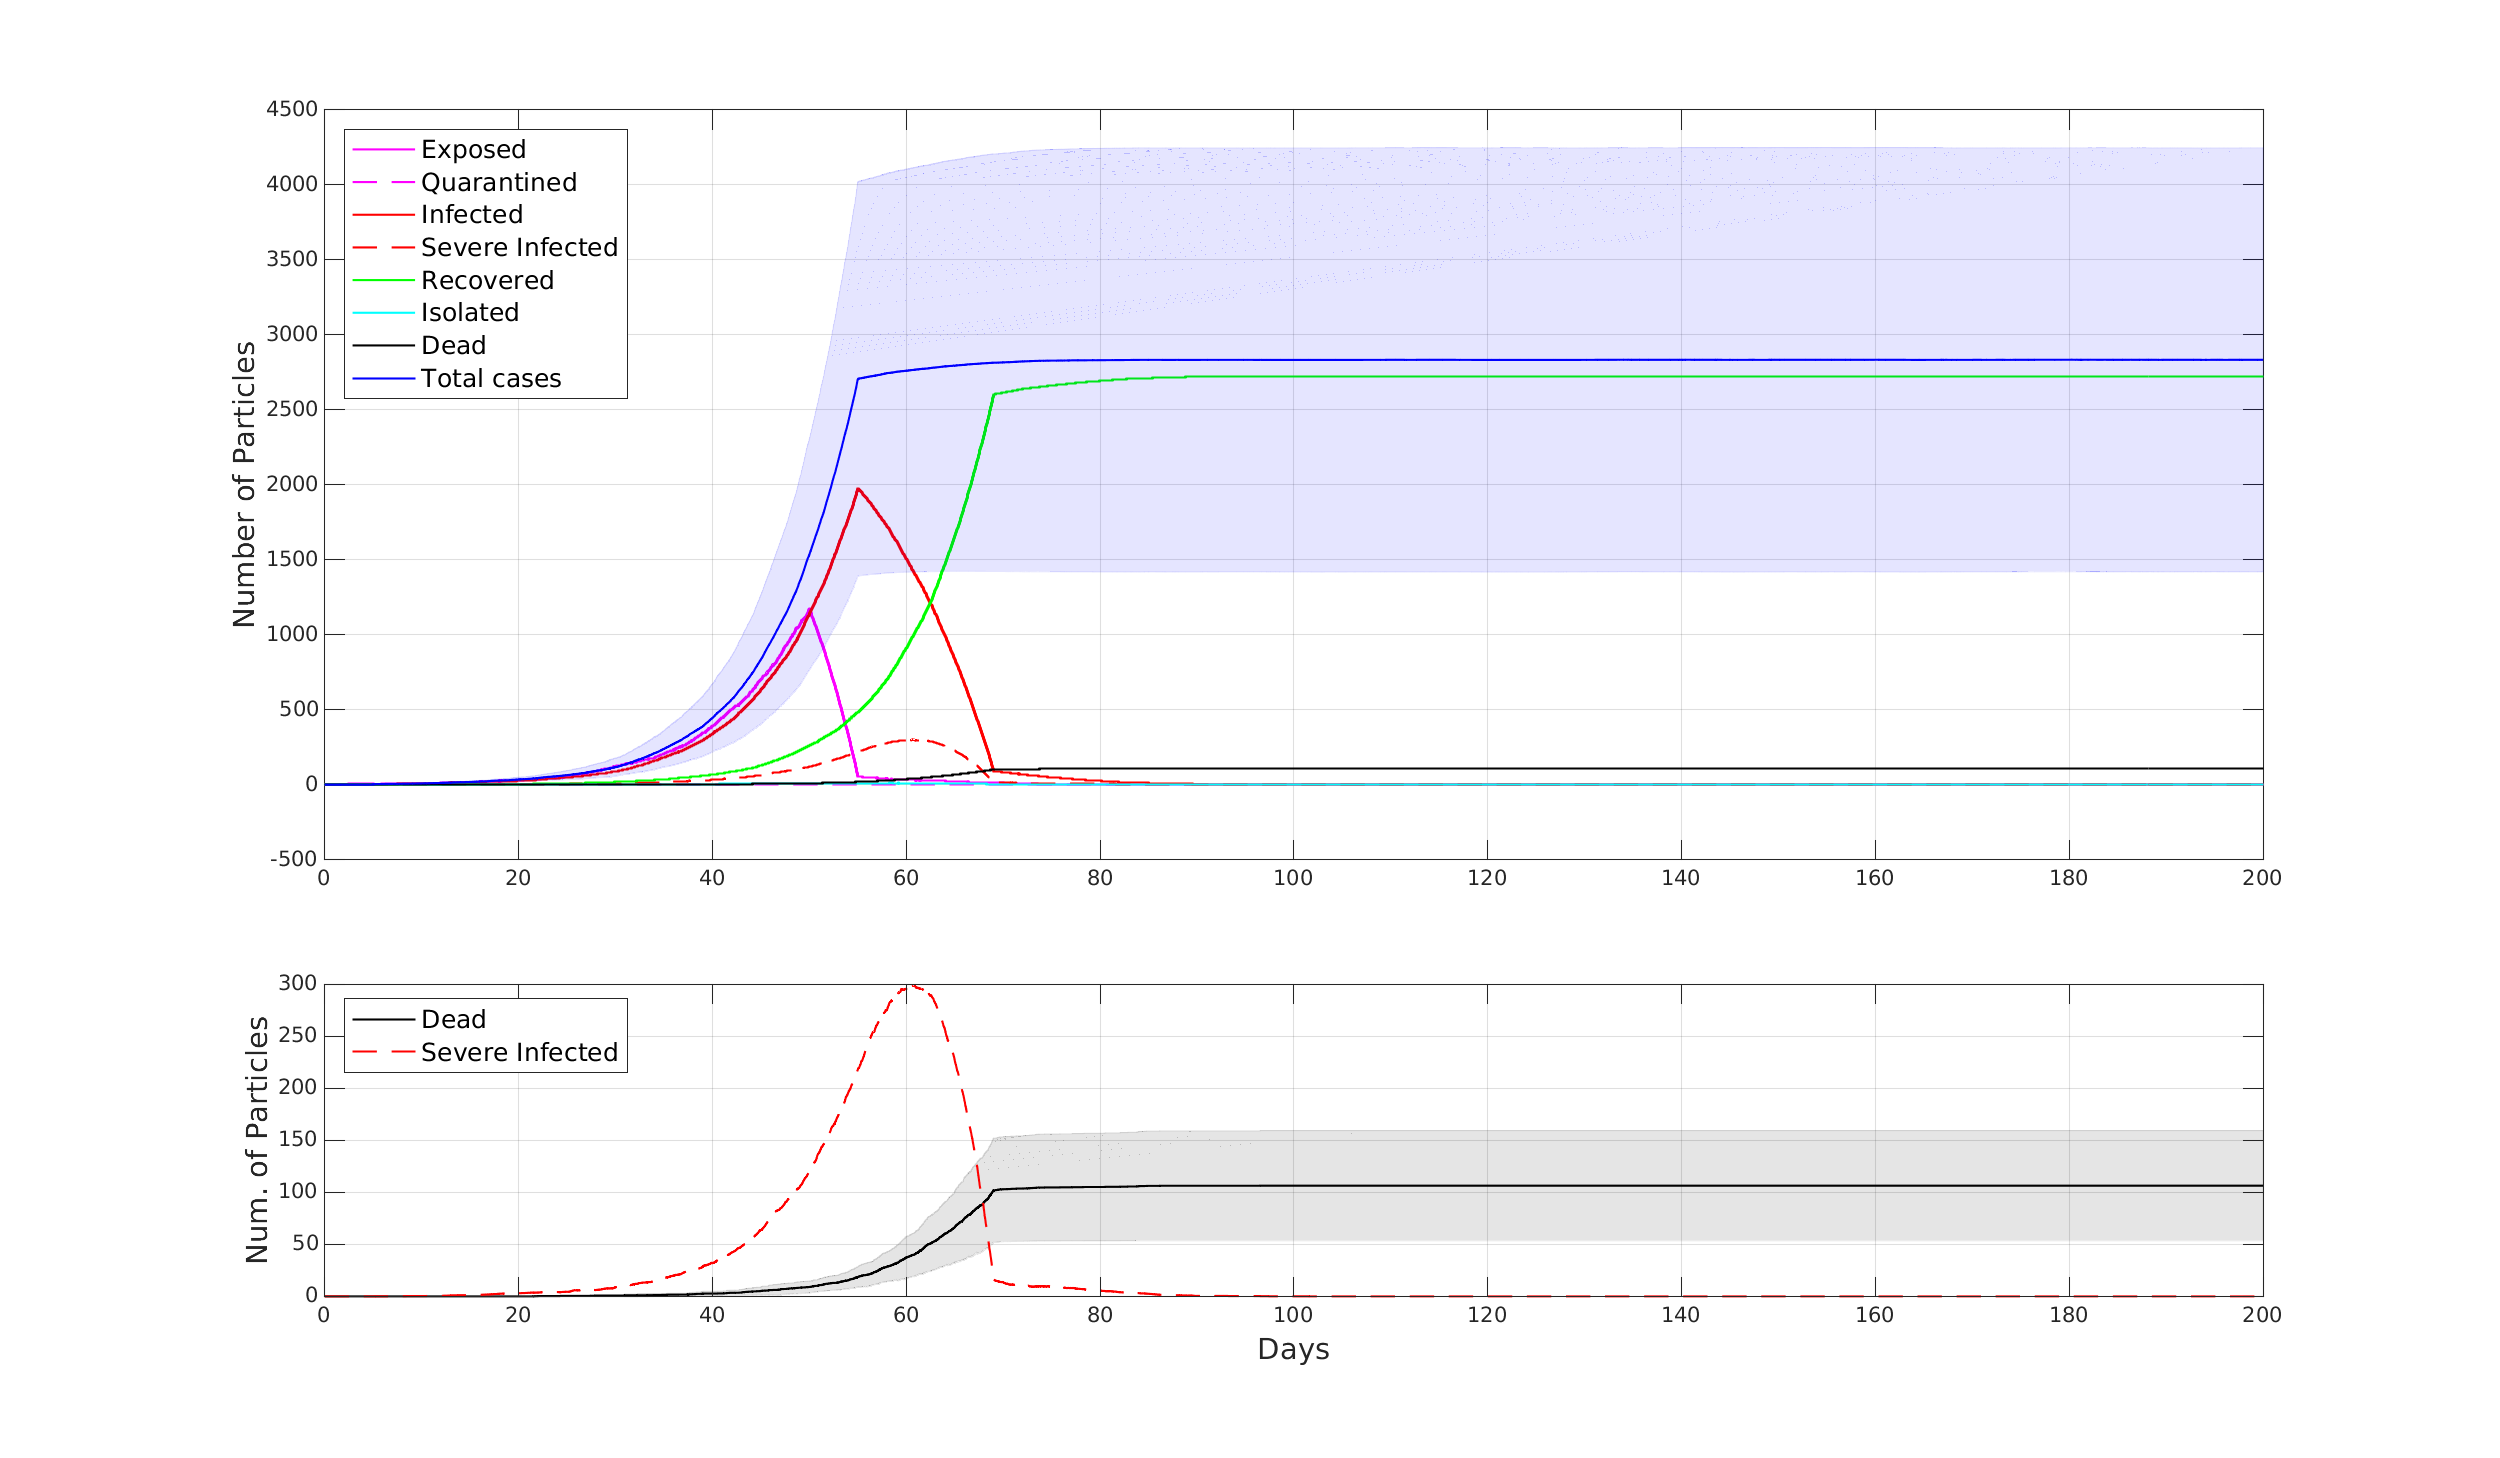 4500
4000
3500
3000
2500
2000
1500
1000
500
0
-500
Number of Particles
Exposed
Quarantined
Infected
Severe Infected
Recovered
Isolated
Dead
Total cases
0 20 40 60 80 100 120 140 160 180 200
300
250
200
150
100
50
0
Num. of Particles
Dead
Severe Infected
0 20 40 60 80 100 120 140 160 180 200
Days